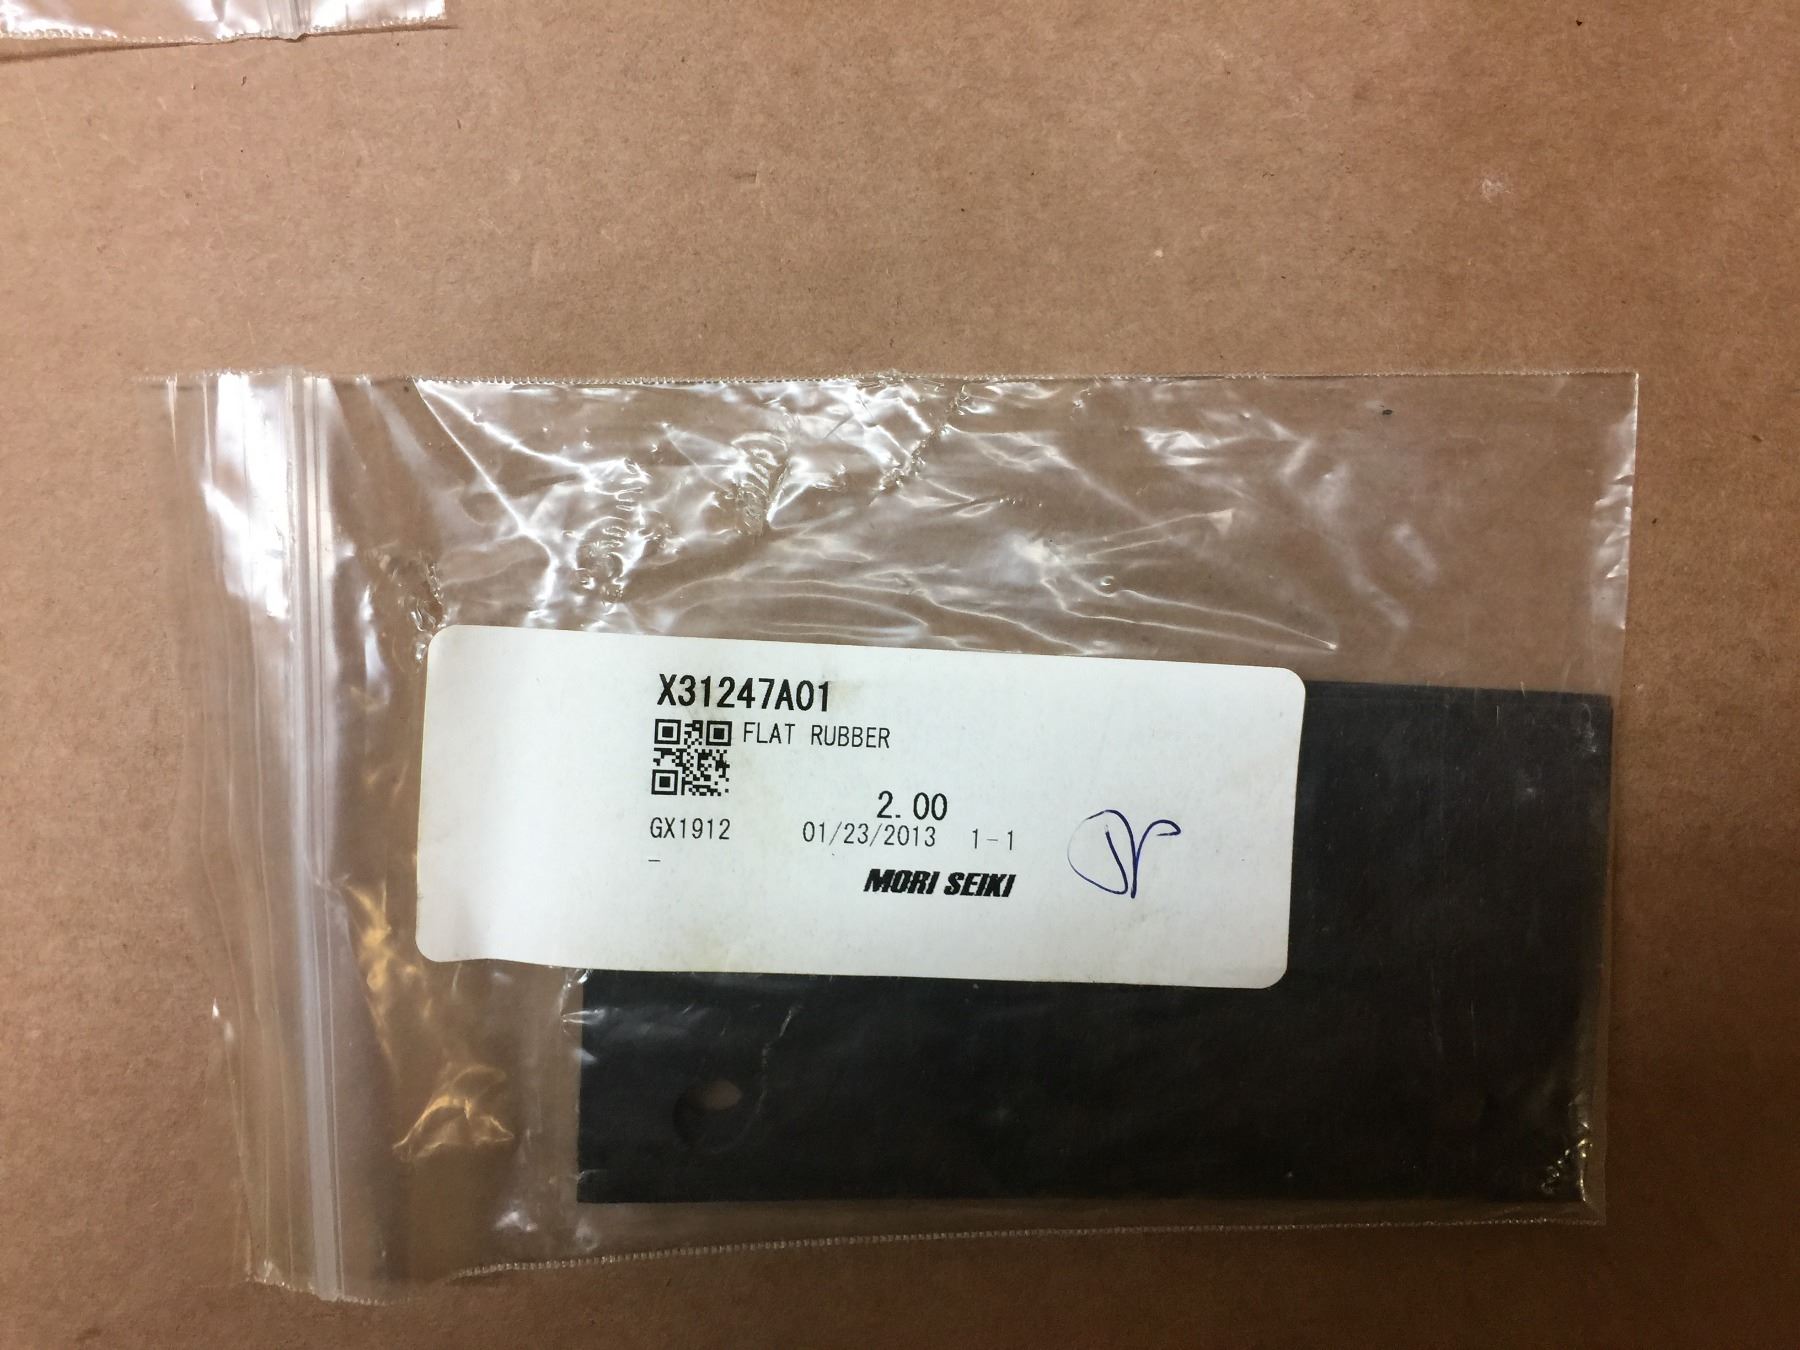 X31247A01
FLAT RUBBER
2.00
GX1912 01/23/2013 1-1
-
MORI SEIKI